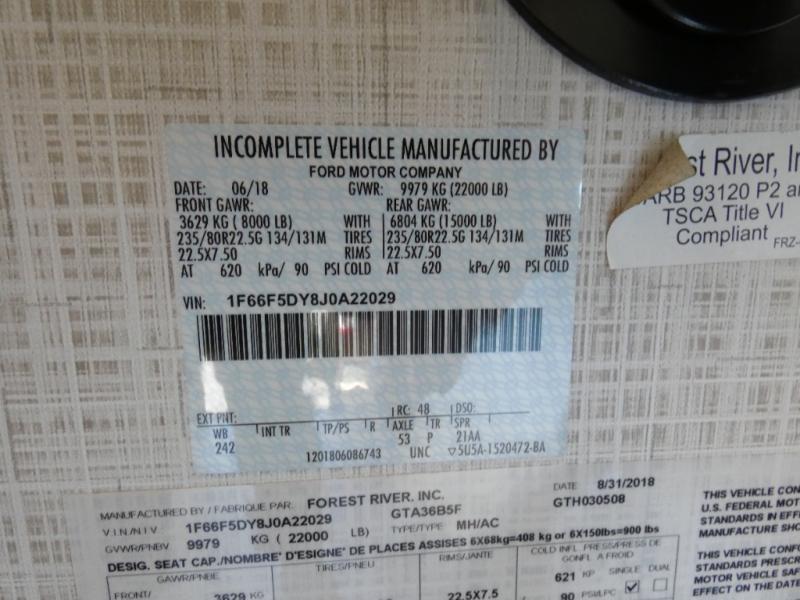 INCOMPLETE VEHICLE MANUFACTURED BY
FORD MOTOR COMPANY
DATE: 06/18 GVWR: 9979 KG (22000 LB)
FRONT GAWR: REAR GAWR:
3629 KG ( 8000 LB) WITH 6804 KG (15000 LB) WITH
235/80R22.5G 134/131M TIRES 235/80R22.5G 134/131M TIRES
22.5X7.50 RIMS 22.5X7.50 RIMS
AT 620 kPa/ 90 PSI COLD AT 620 kPa/ 90 PSI COLD
VIN: 1F66F5DY8J0A22029
EXT PNT: RC: 48 DSO:
WB INT TR TP/PS R AXLE TR SPR
242 53 P 21AA
1201806086743 UNC ▽5U5A-1520472-BA
st River, In
ARB 93120 P2 a
TSCA Title VI
Compliant FRZ-
MANUFACTURED BY / FABRIQUE PAR. FOREST RIVER, INC. DATE 8/31/2018
V.I.N/N.I.V 1F66F5DY8J0A22029 GTA36B5F GTH030508
GVWR/PNBV 9979 KG ( 22000 LB) TYPE/TYPE MH/AC
DESIG. SEAT CAP./NOMBRE' D'ESIGNE' DE PLACES ASSISES 6X68kg=408 kg or 6X150lbs=900 lbs
GAWR/PNBE TIRES/PNEU RIMS/JANTE COLD INFL. PRESS/PRESS DE GONFL. A FROID
621 KP SINGLE DUAL
FRONT/ 3629 KG 22.5X7.5 90 PSI/LPC
THIS VEHICLE CON
U.S. FEDERAL MOT
STANDARDS IN EFF
MANUFACTURE SHO
THIS VEHICLE CONF
STANDARDS PRESC
MOTOR VEHICLE SAF
EFFECT ON THE DATE